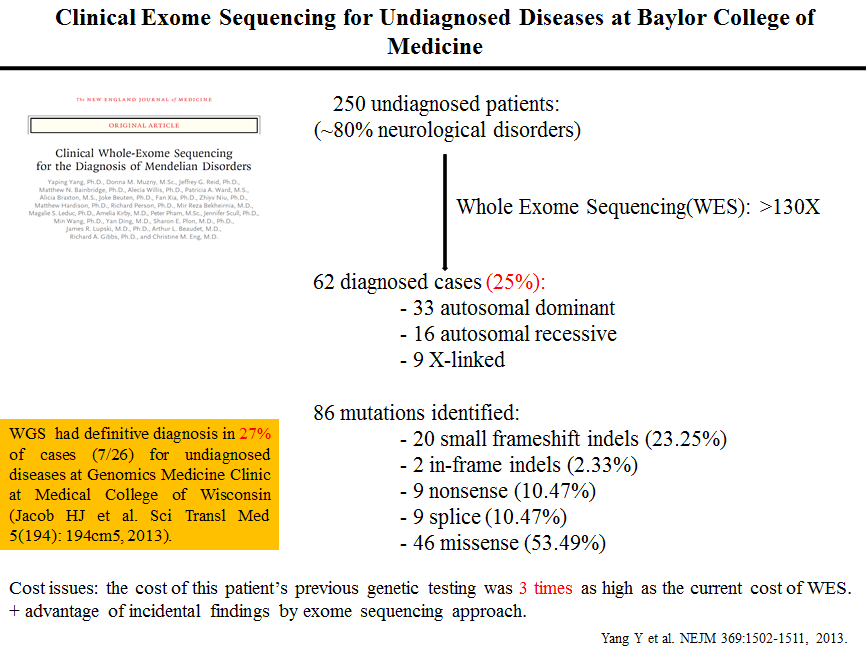 Clinical Exome Sequencing for Undiagnosed Diseases at Baylor College of
Medicine
The NEW ENGLAND JOURNAL of MEDICINE
ORIGINAL ARTICLE
Clinical Whole-Exome Sequencing
for the Diagnosis of Mendelian Disorders
Yaping Yang, Ph.D., Donna M. Muzny, M.Sc., Jeffrey G. Reid, Ph.D.,
Matthew N. Bainbridge, Ph.D., Alecia Willis, Ph.D., Patricia A. Ward, M.S.,
Alicia Braxton, M.S., Joke Beuten, Ph.D., Fan Xia, Ph.D., Zhiyv Niu, Ph.D.,
Matthew Hardison, Ph.D., Richard Person, Ph.D., Mir Reza Bekheirnia, M.D.,
Magalie S. Leduc, Ph.D., Amelia Kirby, M.D., Peter Pham, M.Sc., Jennifer Scull, Ph.D.,
Min Wang, Ph.D., Yan Ding, M.D., Sharon E. Plon, M.D., Ph.D.,
James R. Lupski, M.D., Ph.D., Arthur L. Beaudet, M.D.,
Richard A. Gibbs, Ph.D., and Christine M. Eng, M.D.
250 undiagnosed patients:
(~80% neurological disorders)
Whole Exome Sequencing(WES): >130X
62 diagnosed cases (25%):
- 33 autosomal dominant
- 16 autosomal recessive
- 9 X-linked
86 mutations identified:
- 20 small frameshift indels (23.25%)
- 2 in-frame indels (2.33%)
- 9 nonsense (10.47%)
- 9 splice (10.47%)
- 46 missense (53.49%)
WGS had definitive diagnosis in 27%
of cases (7/26) for undiagnosed
diseases at Genomics Medicine Clinic
at Medical College of Wisconsin
(Jacob HJ et al. Sci Transl Med
5(194): 194cm5, 2013).
Cost issues: the cost of this patient's previous genetic testing was 3 times as high as the current cost of WES.
+ advantage of incidental findings by exome sequencing approach.
Yang Y et al. NEJM 369:1502-1511, 2013.